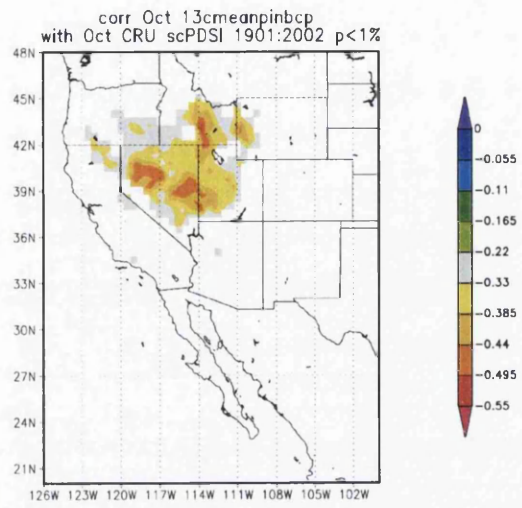 corr Oct 13cmeanpinbcp
with Oct CRU scPDSI 1901:2002 p<1%
48N
45N
42N
39N
36N
33N
30N
27N
24N
21N
126W 123W 120W 117W 114W 111W 108W 105W 102W
0
-0.055
-0.11
-0.165
-0.22
-0.33
-0.385
-0.44
-0.495
-0.55